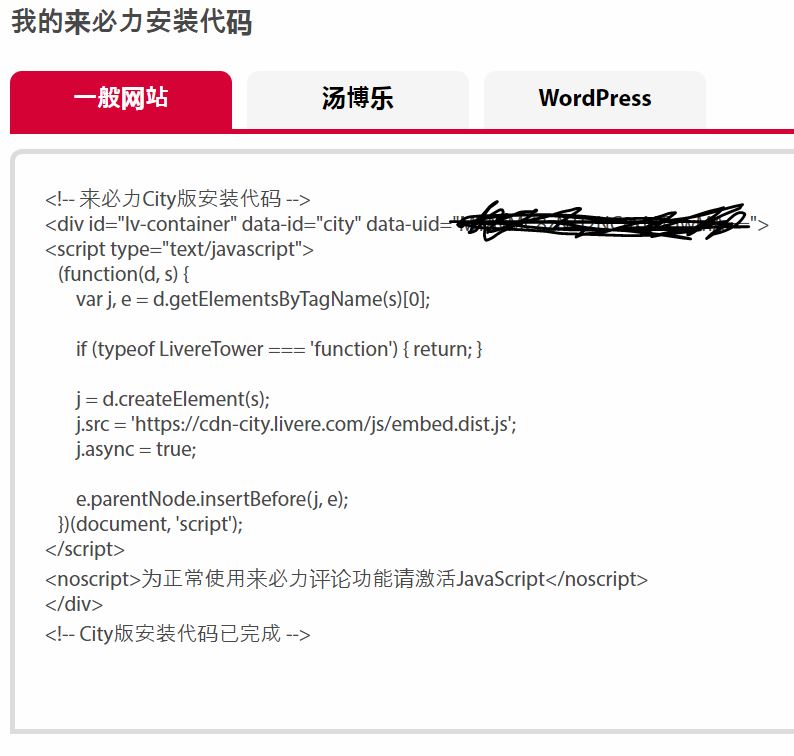 我的来必力安装代码
一般网站 汤博乐 WordPress
<!-- 来必力City版安装代码 -->
<div id="lv-container" data-id="city" data-uid=" ">
<script type="text/javascript">
(function(d, s) {
var j, e = d.getElementsByTagName(s)[0];
if (typeof LivereTower === 'function') { return; }
j = d.createElement(s);
j.src = 'https://cdn-city.livere.com/js/embed.dist.js';
j.async = true;
e.parentNode.insertBefore(j, e);
})(document, 'script');
</script>
<noscript>为正常使用来必力评论功能请激活JavaScript</noscript>
</div>
<!-- City版安装代码已完成 -->